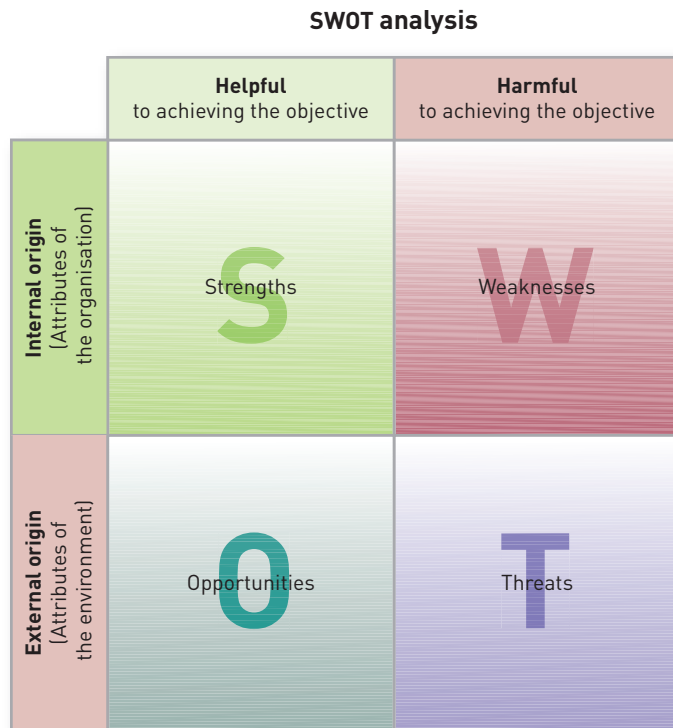 SWOT analysis
Helpful
to achieving the objective
Harmful
to achieving the objective
Internal origin
(Attributes of
the organisation)
S
Strengths
W
Weaknesses
External origin
(Attributes of
the environment)
O
Opportunities
T
Threats